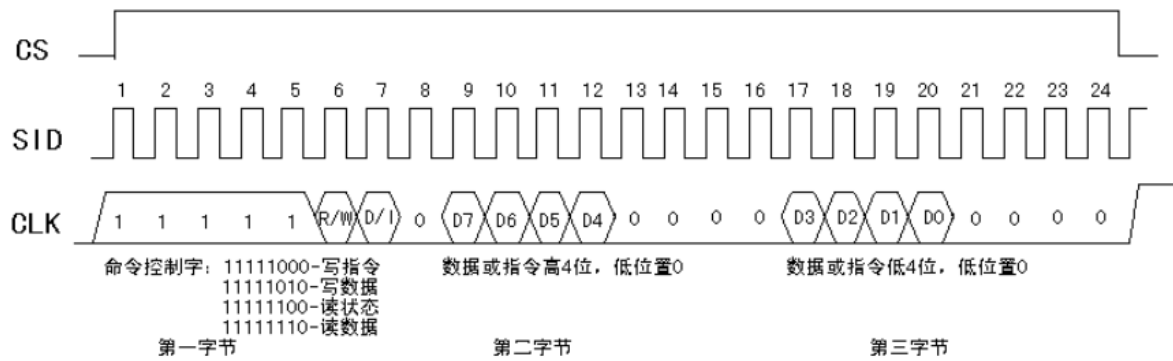 CS
1 2 3 4 5 6 7 8 9 10 11 12 13 14 15 16 17 18 19 20 21 22 23 24
SID
CLK 1 1 1 1 1 R/W D/I 0 D7 D6 D5 D4 0 0 0 0 D3 D2 D1 D0 0 0 0 0
命令控制字：11111000-写指令 数据或指令高4位，低位置0 数据或指令低4位，低位置0
11111010-写数据
11111100-读状态
11111110-读数据
第一字节 第二字节 第三字节